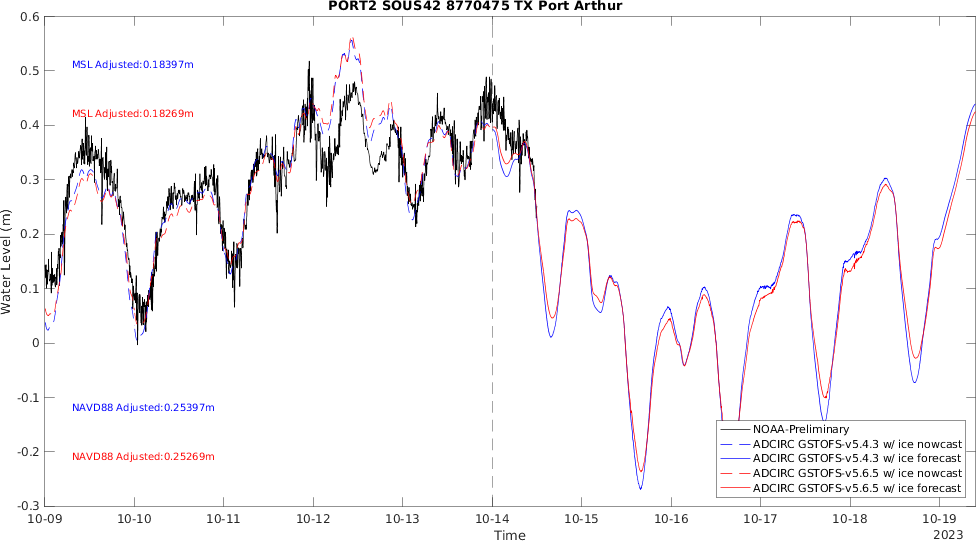 PORT2 SOUS42 8770475 TX Port Arthur
0.6
0.5
0.4
0.3
0.2
0.1
0
-0.1
-0.2
-0.3
Water Level (m)
MSL Adjusted:0.18397m
MSL Adjusted:0.18269m
NAVD88 Adjusted:0.25397m
NAVD88 Adjusted:0.25269m
NOAA-Preliminary
ADCIRC GSTOFS-v5.4.3 w/ ice nowcast
ADCIRC GSTOFS-v5.4.3 w/ ice forecast
ADCIRC GSTOFS-v5.6.5 w/ ice nowcast
ADCIRC GSTOFS-v5.6.5 w/ ice forecast
10-09 10-10 10-11 10-12 10-13 10-14 10-15 10-16 10-17 10-18 10-19
Time
2023